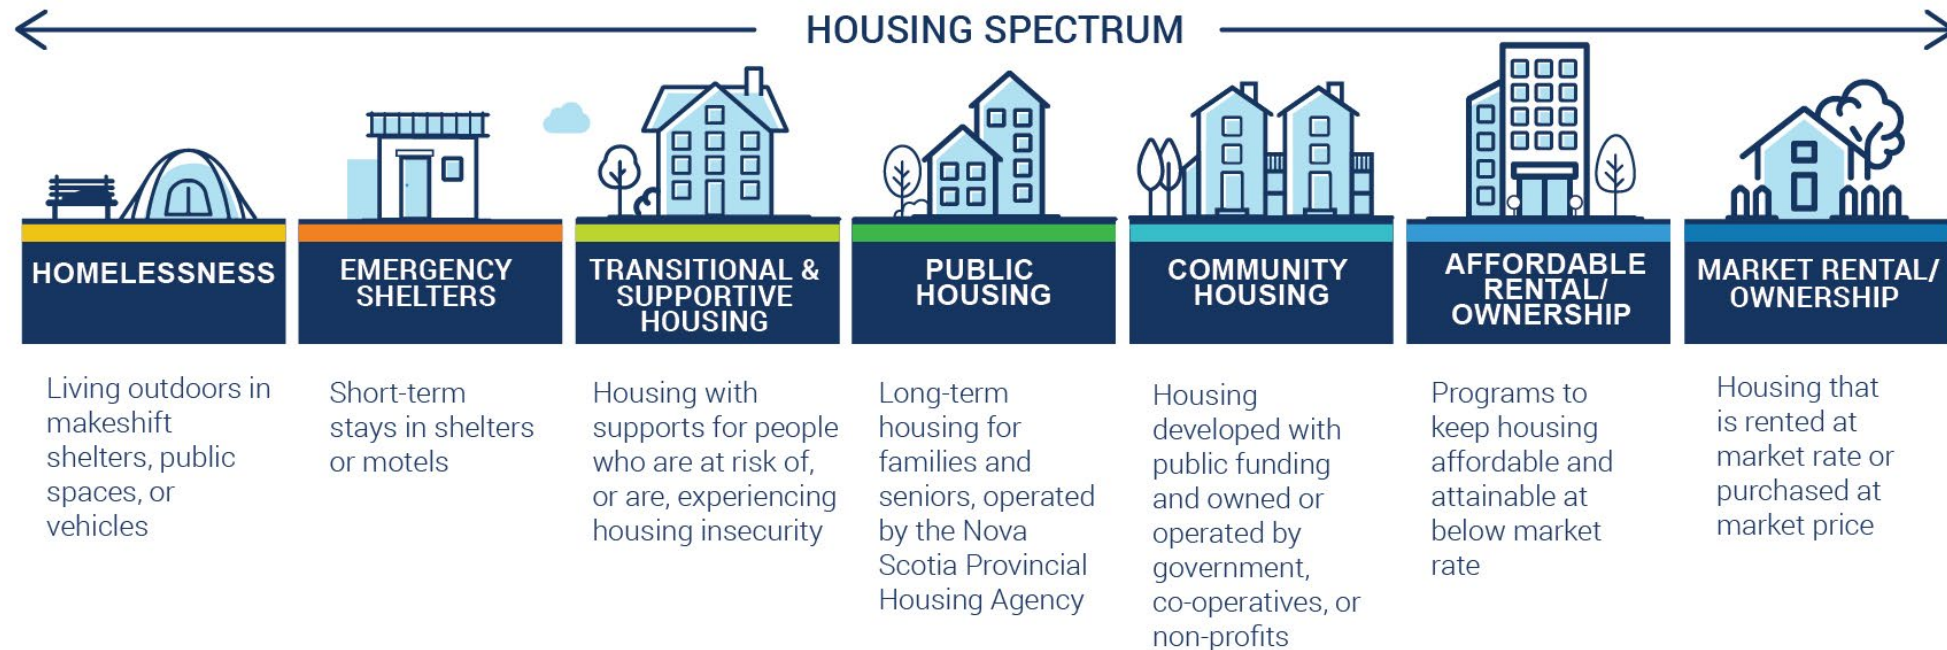 HOUSING SPECTRUM
HOMELESSNESS
Living outdoors in
makeshift
shelters, public
spaces, or
vehicles
EMERGENCY
SHELTERS
Short-term
stays in shelters
or motels
TRANSITIONAL &
SUPPORTIVE
HOUSING
Housing with
supports for people
who are at risk of,
or are, experiencing
housing insecurity
PUBLIC
HOUSING
Long-term
housing for
families and
seniors, operated
by the Nova
Scotia Provincial
Housing Agency
COMMUNITY
HOUSING
Housing
developed with
public funding
and owned or
operated by
government,
co-operatives, or
non-profits
AFFORDABLE
RENTAL/
OWNERSHIP
Programs to
keep housing
affordable and
attainable at
below market
rate
MARKET RENTAL/
OWNERSHIP
Housing that
is rented at
market rate or
purchased at
market price